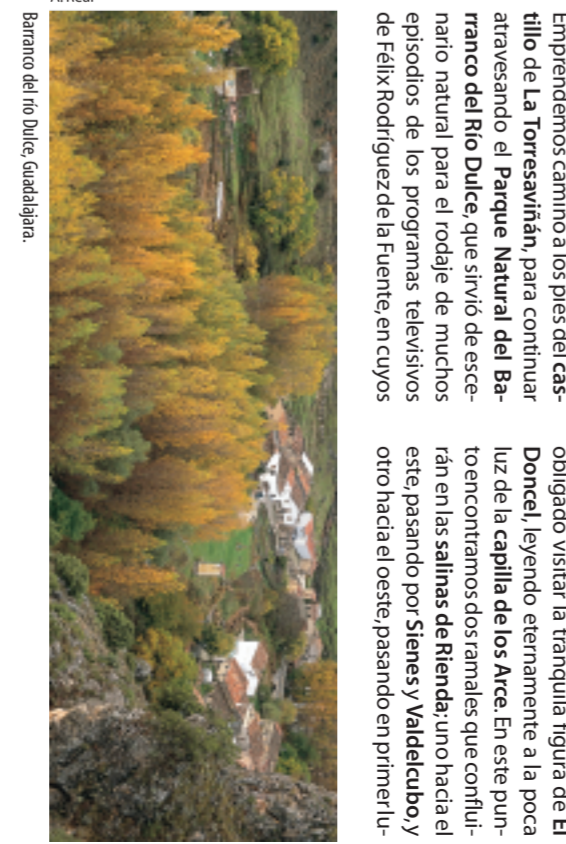 Emprendemos camino a los pies del cas-
tillo de La Torresaviñán, para continuar
atravesando el Parque Natural del Ba-
rranco del Río Dulce, que sirvió de esce-
nario natural para el rodaje de muchos
episodios de los programas televisivos
de Félix Rodríguez de la Fuente, en cuyos
obligado visitar la tranquila figura de El
Doncel, leyendo eternamente a la poca
luz de la capilla de los Arce. En este pun-
to encontramos dos ramales que conflui-
rán en las salinas de Rienda; uno hacia el
este, pasando por Sienes y Valdelcubo, y
otro hacia el oeste, pasando en primer lu-
Barranco del río Dulce, Guadalajara.